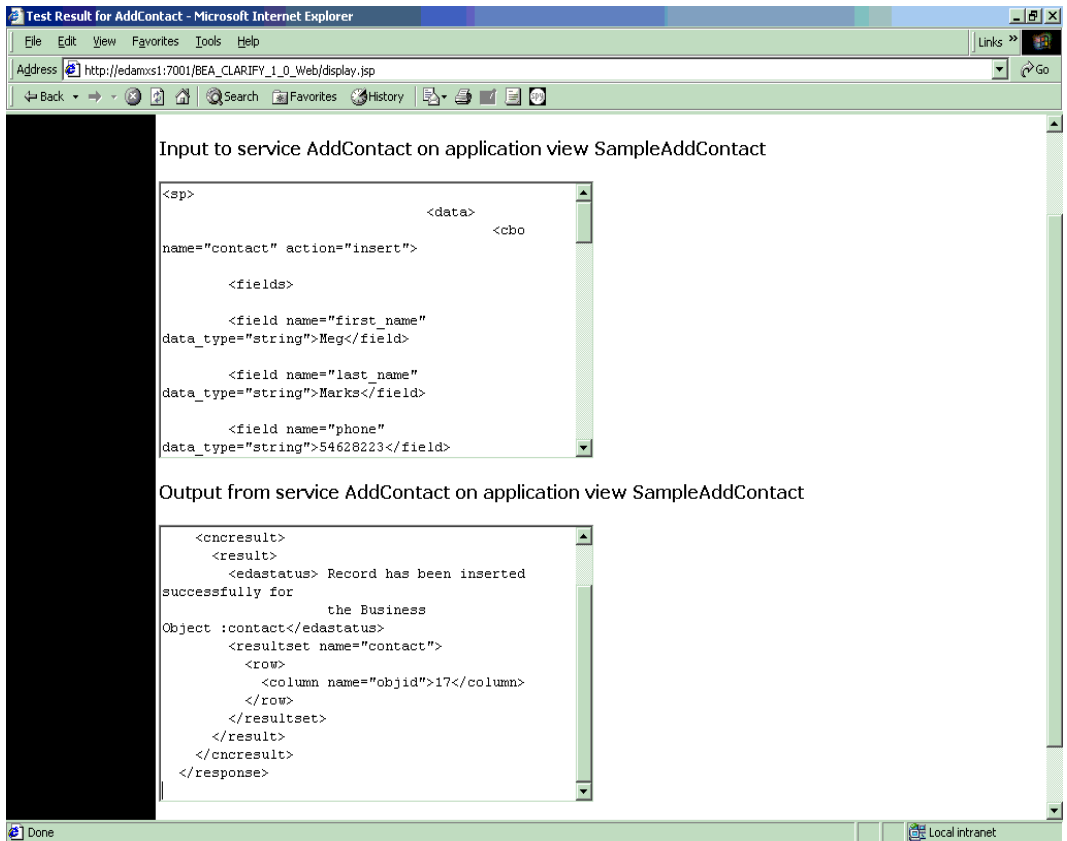 Test Result for AddContact - Microsoft Internet Explorer
File Edit View Favorites Tools Help
Links »
Address http://edamxs1:7001/BEA_CLARIFY_1_0_Web/display.jsp
Go
Back Search Favorites History
Input to service AddContact on application view SampleAddContact
<sp>
<data>
<cbo
name="contact" action="insert">
<fields>
<field name="first_name"
data_type="string">Meg</field>
<field name="last_name"
data_type="string">Marks</field>
<field name="phone"
data_type="string">54628223</field>
Output from service AddContact on application view SampleAddContact
<cncresult>
<result>
<edastatus> Record has been inserted
successfully for
the Business
Object :contact</edastatus>
<resultset name="contact">
<row>
<column name="objid">17</column>
</row>
</resultset>
</result>
</cncresult>
</response>
Done
Local intranet